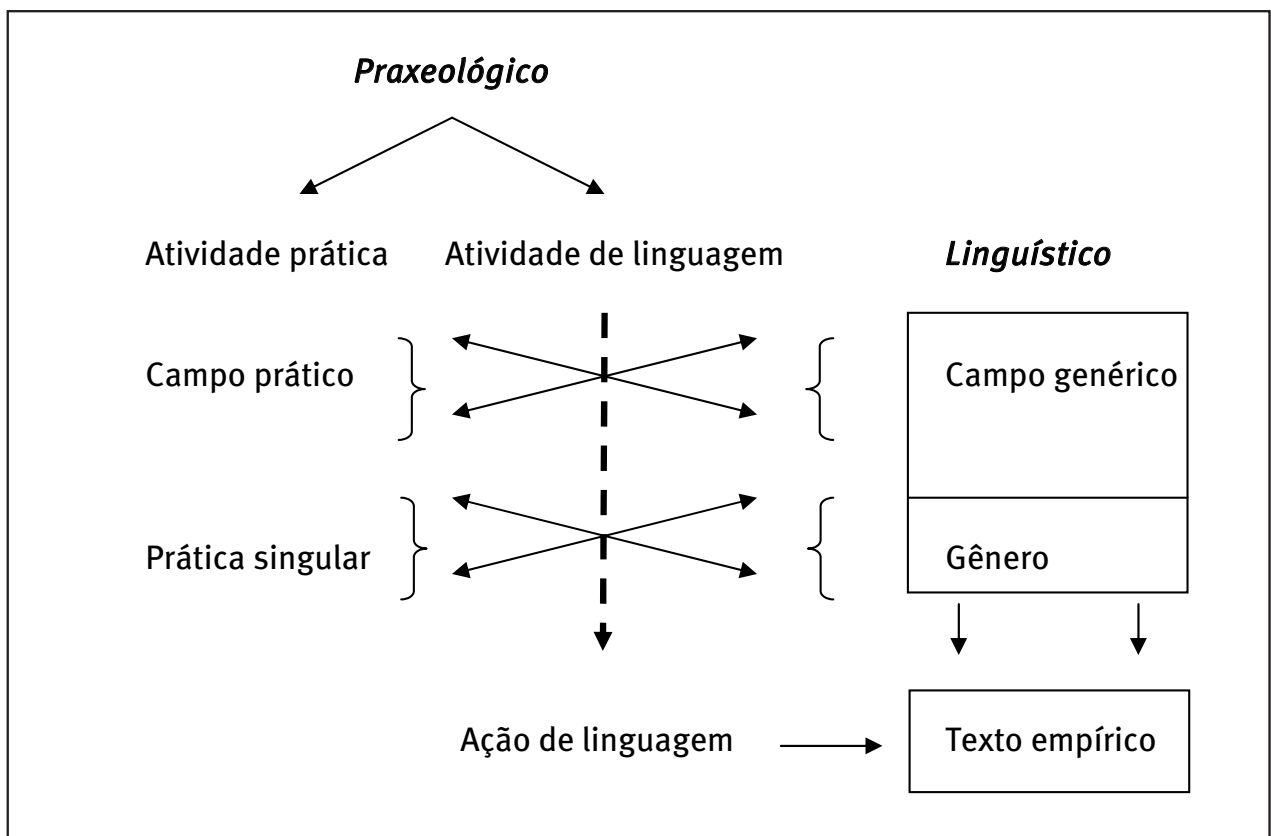 Praxeológico
Atividade prática Atividade de linguagem Linguístico
Campo prático Campo genérico
Prática singular Gênero
Ação de linguagem Texto empírico